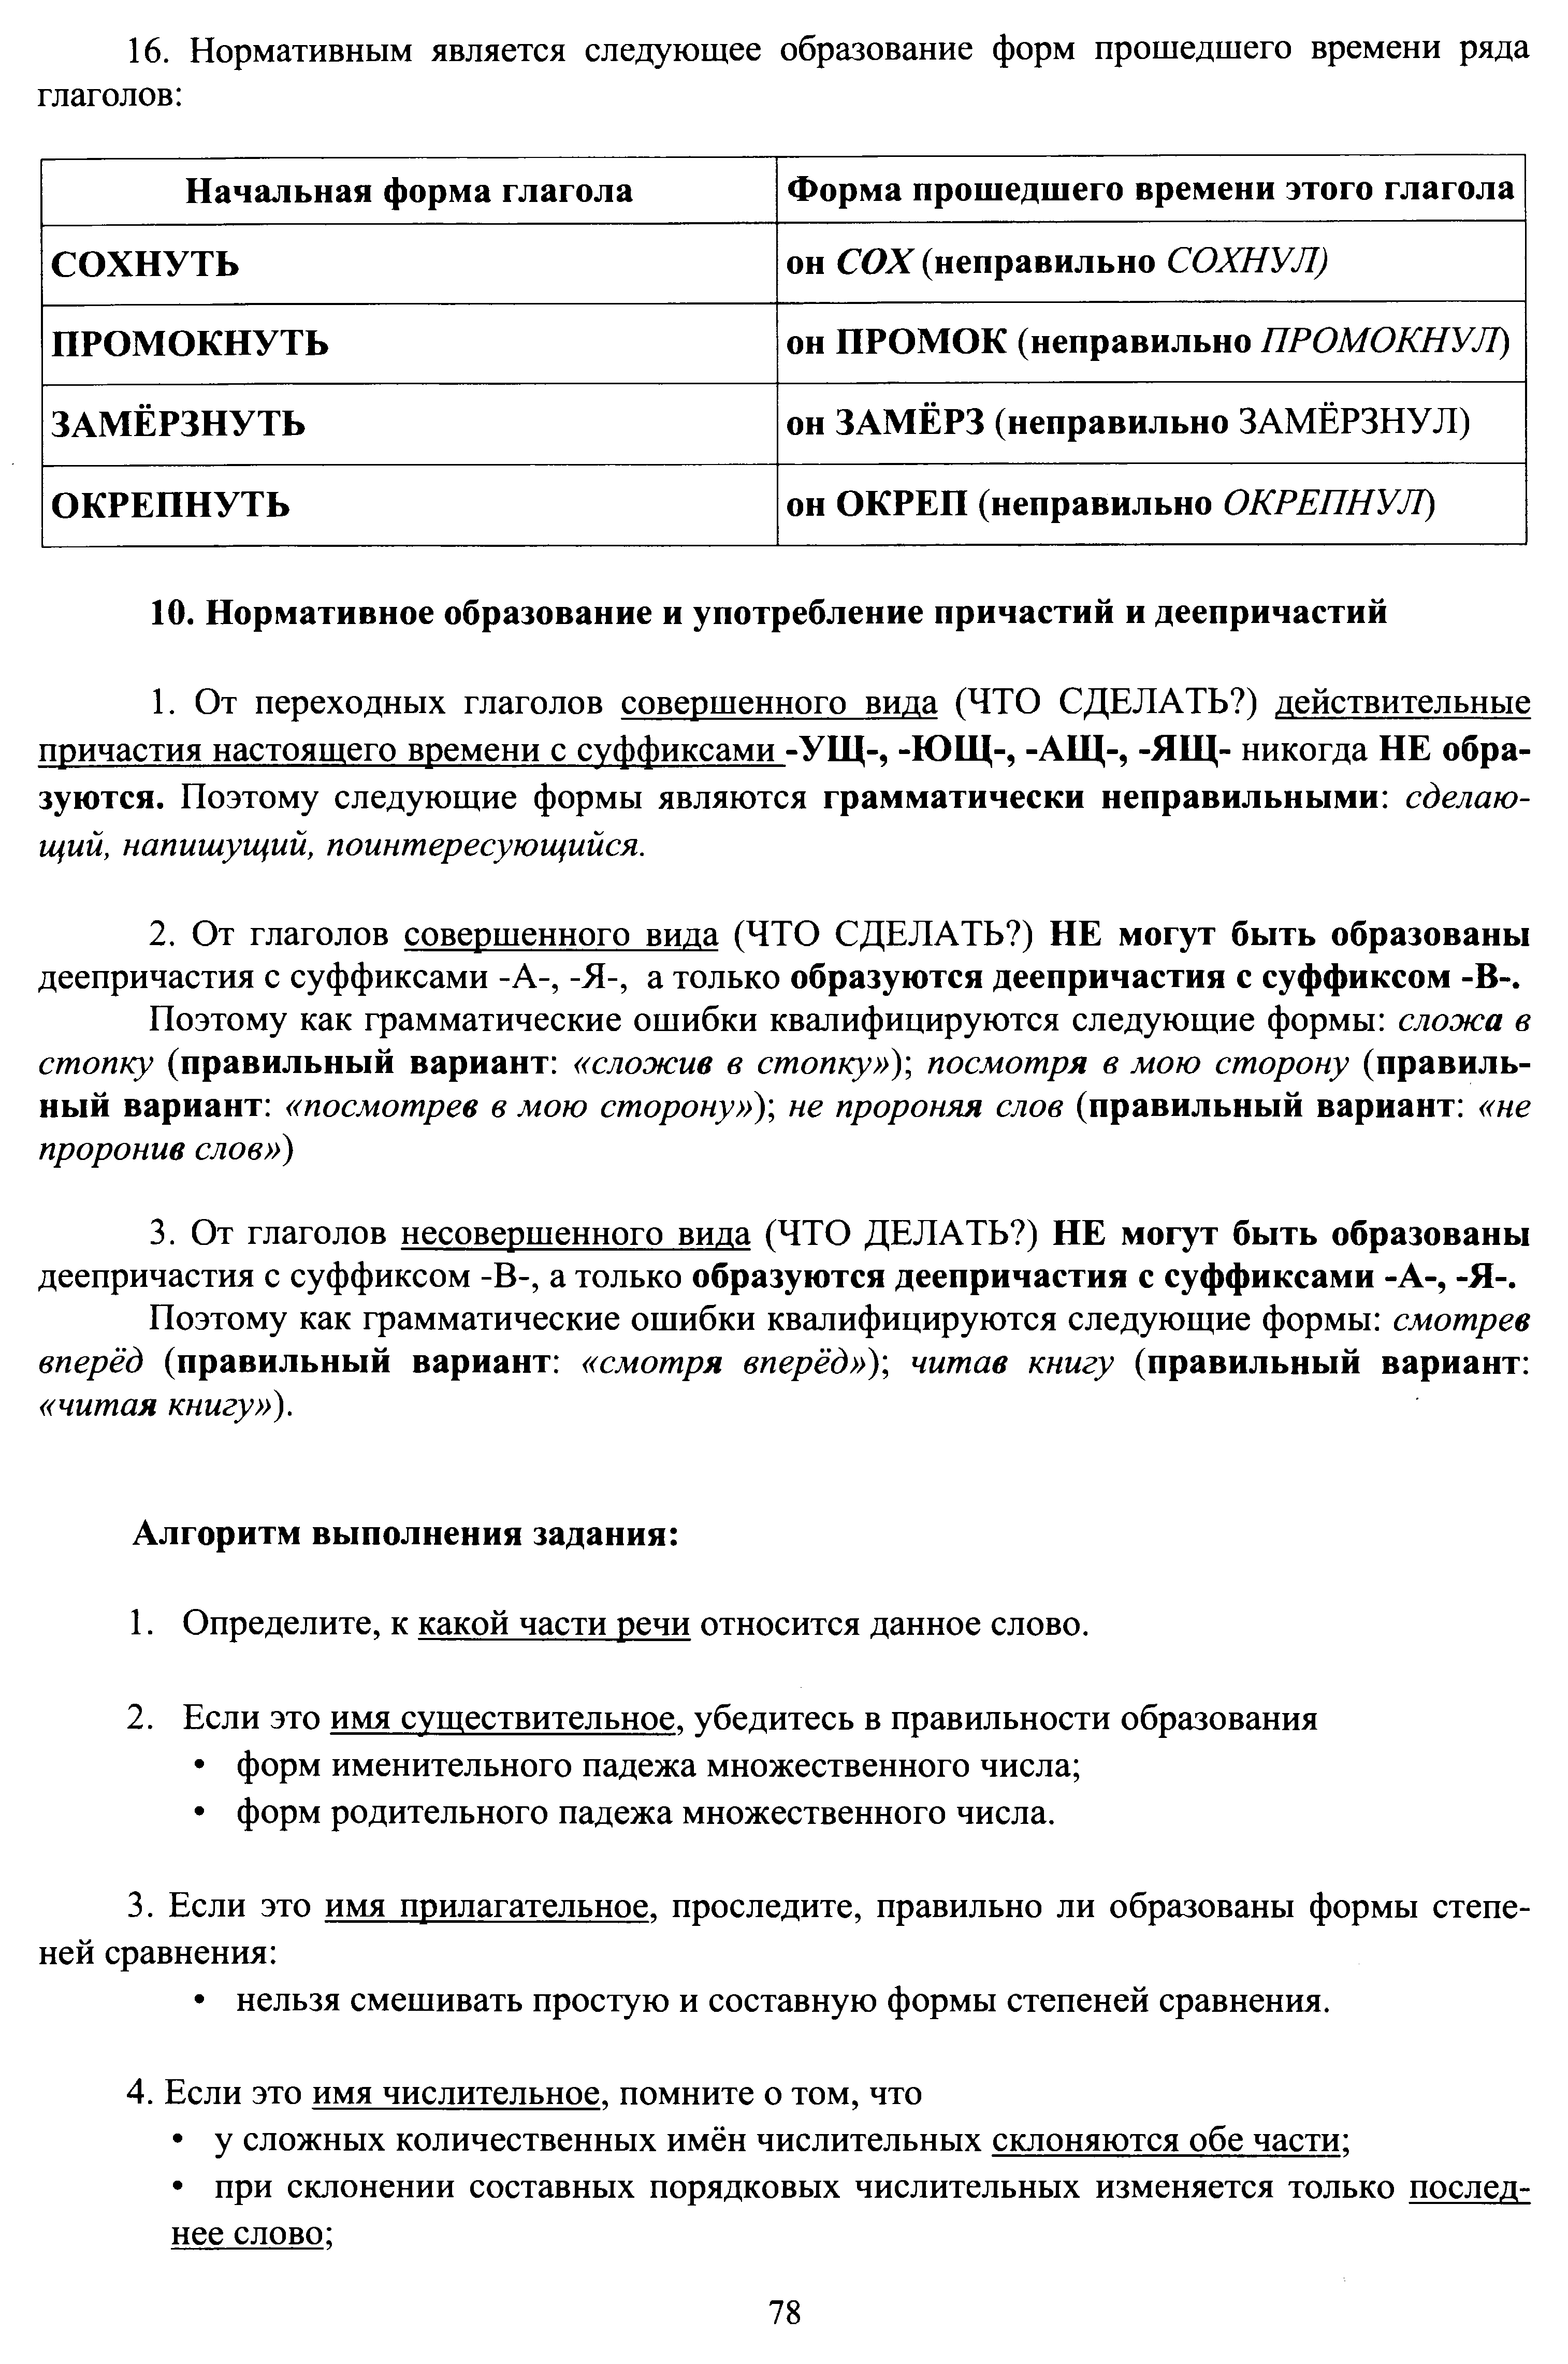 16. Нормативным является следующее образование форм прошедшего времени ряда
глаголов:
Начальная форма глагола
Форма прошедшего времени этого глагола
СОХНУТЬ
он СОХ (неправильно СОХНУЛ)
ПРОМОКНУТЬ
он ПРОМОК (неправильно ПРОМОКНУЛ)
ЗАМЁРЗНУТЬ
он ЗАМЁРЗ (неправильно ЗАМЁРЗНУЛ)
ОКРЕПНУТЬ
он ОКРЕП (неправильно ОКРЕПНУЛ)
10. Нормативное образование и употребление причастий и деепричастий
1. От переходных глаголов совершенного вида (ЧТО СДЕЛАТЬ?) действительные
причастия настоящего времени с суффиксами -УЩ-, -ЮЩ-, -АЩ-, -ЯЩ- никогда НЕ обра-
зуются. Поэтому следующие формы являются грамматически неправильными: сделаю-
щий, напишущий, поинтересующийся.
2. От глаголов совершенного вида (ЧТО СДЕЛАТЬ?) НЕ могут быть образованы
деепричастия с суффиксами -А-, -Я-, а только образуются деепричастия с суффиксом -В-.
Поэтому как грамматические ошибки квалифицируются следующие формы: сложа в
стопку (правильный вариант: «сложив в стопку»); посмотря в мою сторону (правиль-
ный вариант: «посмотрев в мою сторону»); не пророняя слов (правильный вариант: «не
проронив слов»)
3. От глаголов несовершенного вида (ЧТО ДЕЛАТЬ?) НЕ могут быть образованы
деепричастия с суффиксом -В-, а только образуются деепричастия с суффиксами -А-, -Я-.
Поэтому как грамматические ошибки квалифицируются следующие формы: смотрев
вперёд (правильный вариант: «смотря вперёд»); читав книгу (правильный вариант:
«читая книгу»).
Алгоритм выполнения задания:
1. Определите, к какой части речи относится данное слово.
2. Если это имя существительное, убедитесь в правильности образования
• форм именительного падежа множественного числа;
• форм родительного падежа множественного числа.
3. Если это имя прилагательное, проследите, правильно ли образованы формы степе-
ней сравнения:
• нельзя смешивать простую и составную формы степеней сравнения.
4. Если это имя числительное, помните о том, что
• у сложных количественных имён числительных склоняются обе части;
• при склонении составных порядковых числительных изменяется только послед-
нее слово;
78